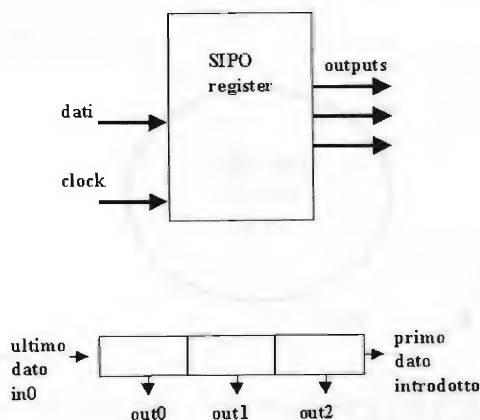 SIPO
register
outputs
dati
clock
ultimo
dato
in0
primo
dato
introdotto
out0 out1 out2